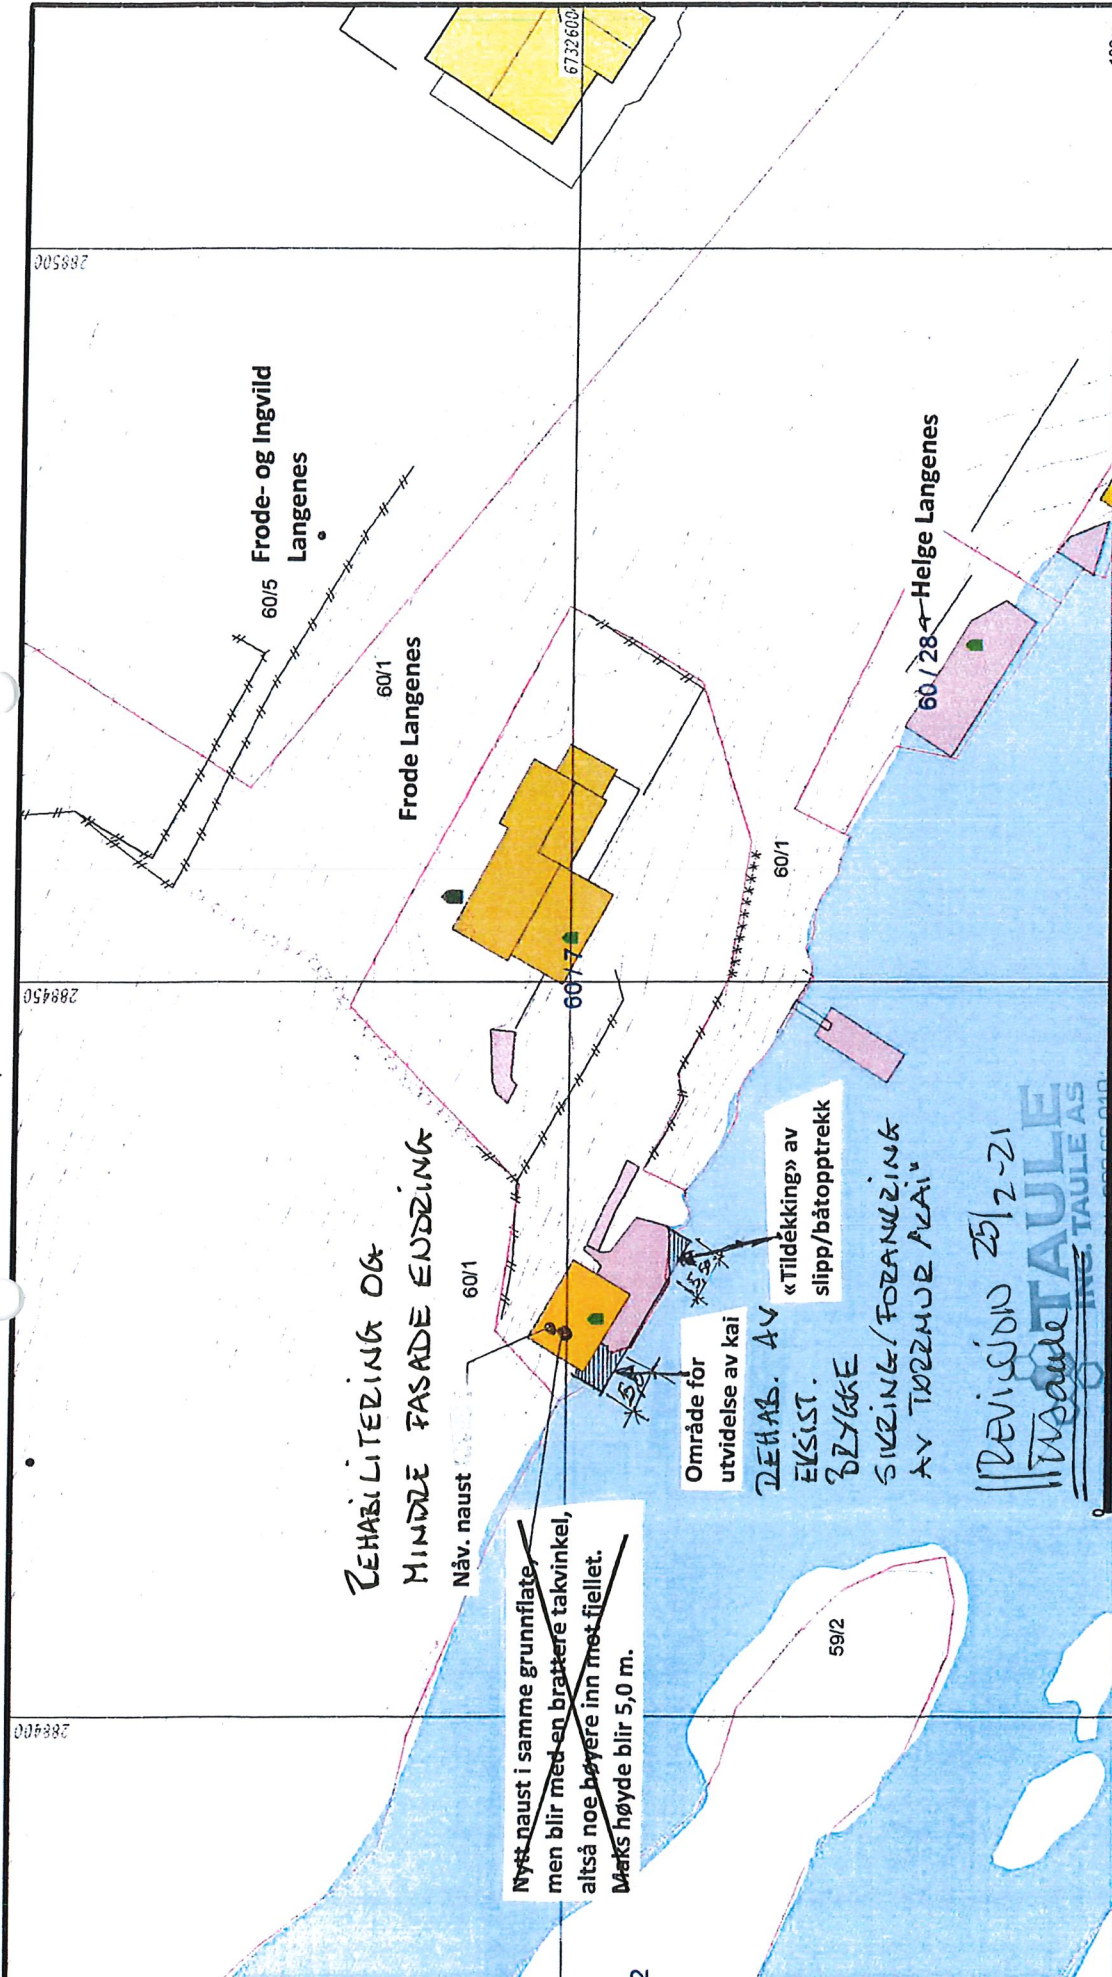 6732600
288500
Frode- og Ingvild
Langenes
60/5
60/1
Frode Langenes
60 / 28
Helge Langenes
60/1
60 / 7
288450
REHABILITERING OG
MINDRE FASADE ENDRING
60/1
Nåv. naust
«Tildekking» av
slipp/båtopptrekk
Område for
utvidelse av kai
REHAB. AV
EKSIST.
BRYGGE
SIKRING/FORANKRING
AV TØRRMUR "KAI"
REVISJON 25/2-21
TAULE
ING. TAULE AS
Nytt naust i samme grunnflate,
men blir med en brattere takvinkel,
altså noe høyere inn mot fjellet.
Maks høyde blir 5,0 m.
59/2
288400
0
2